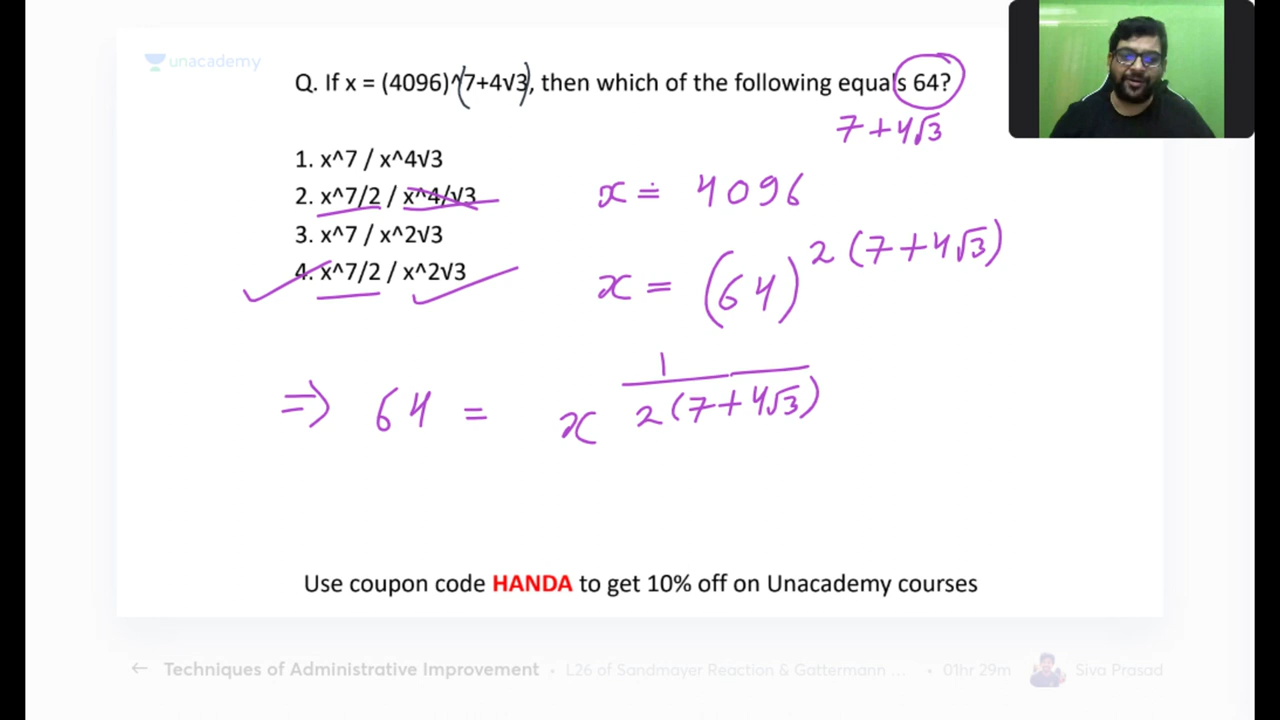 unacademy
Q. If x = (4096)^(7+4√3), then which of the following equals 64?
7+4√3
1. x^7 / x^4√3
2. x^7/2 / x^4/√3
3. x^7 / x^2√3
4. x^7/2 / x^2√3
x = 4096
x = (64)^2(7+4√3)
⇒ 64 = x^1/2(7+4√3)
Use coupon code HANDA to get 10% off on Unacademy courses
← Techniques of Administrative Improvement • L26 of Sandmayer Reaction & Gattermann ... • 01hr 29m Siva Prasad